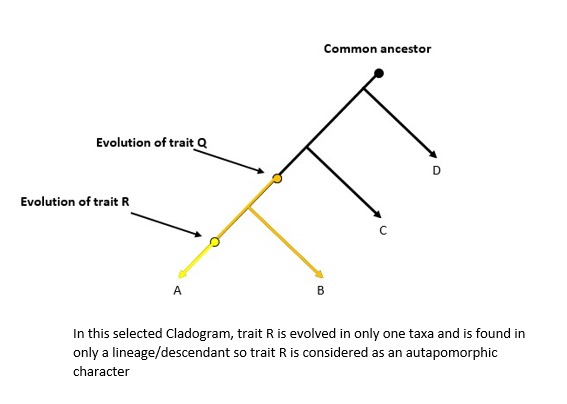 Common ancestor
Evolution of trait Q
D
Evolution of trait R
C
A
B
In this selected Cladogram, trait R is evolved in only one taxa and is found in
only a lineage/descendant so trait R is considered as an autapomorphic
character